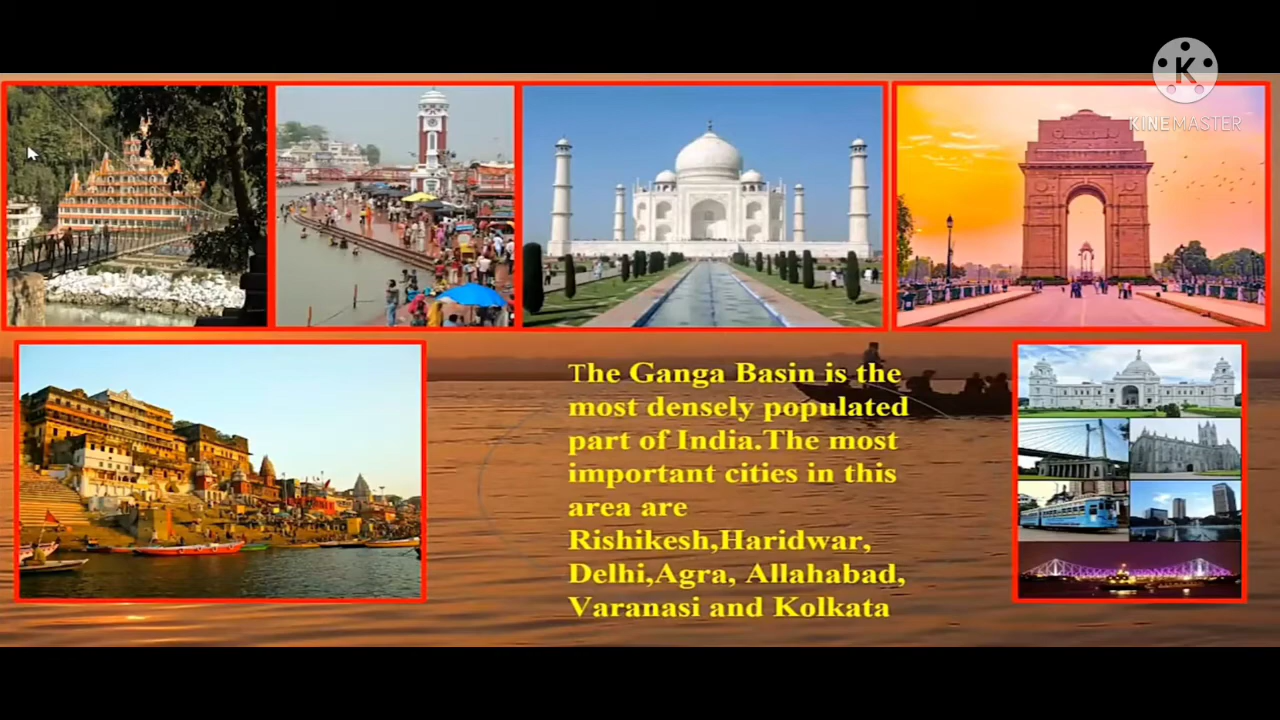 K
KINEMASTER
The Ganga Basin is the
most densely populated
part of India.The most
important cities in this
area are
Rishikesh,Haridwar,
Delhi,Agra, Allahabad,
Varanasi and Kolkata